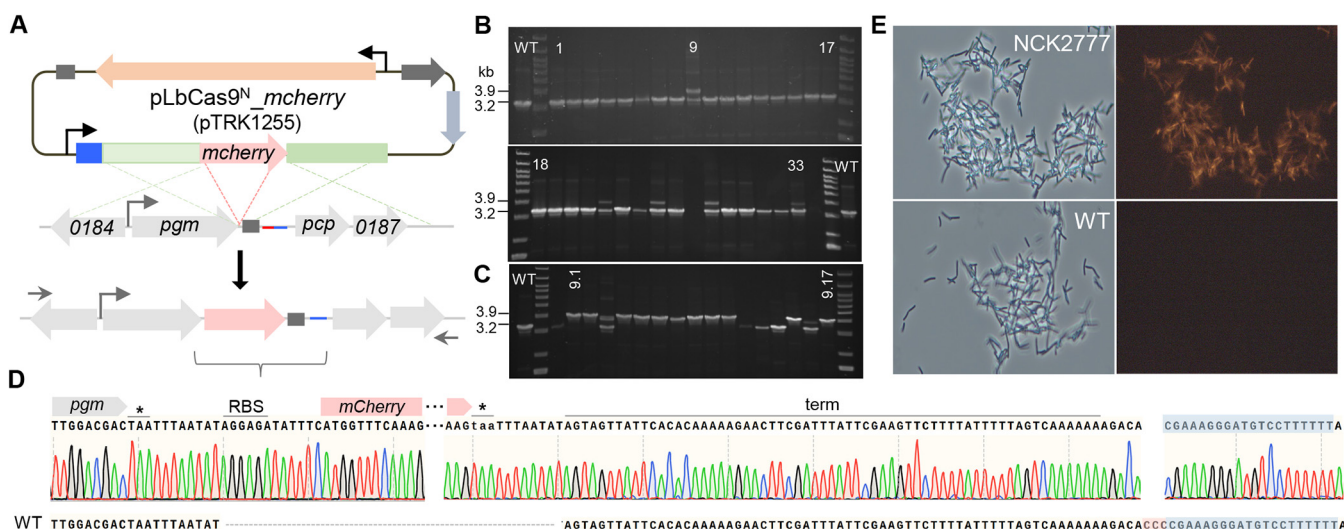 A
pLbCas9ᴺ_mcherry
(pTRK1255)
mcherry
0184
pgm
pcp
0187
B
WT
1
9
17
kb
3.9
3.2
18
33
WT
3.9
3.2
C
WT
9.1
9.17
3.9
3.2
E
NCK2777
WT
D
pgm
*
RBS
mCherry
...
*
term
TTGGACGACTAATTTAATATAGGAGATATTTCATGGTTTCAAAG···AAGtaaTTTAATATAGTAGTTATTCACACAAAAAGAACTTCGATTTATTCGAAGTTCTTTTATTTTTAGTCAAAAAAAGACA CGAAAGGGATGTCCTTTTTTA
WT TTGGACGACTAATTTAATAT AGTAGTTATTCACACAAAAAGAACTTCGATTTATTCGAAGTTCTTTTATTTTTAGTCAAAAAAAGACACCCCGAAAGGGATGTCCTTTTTTA